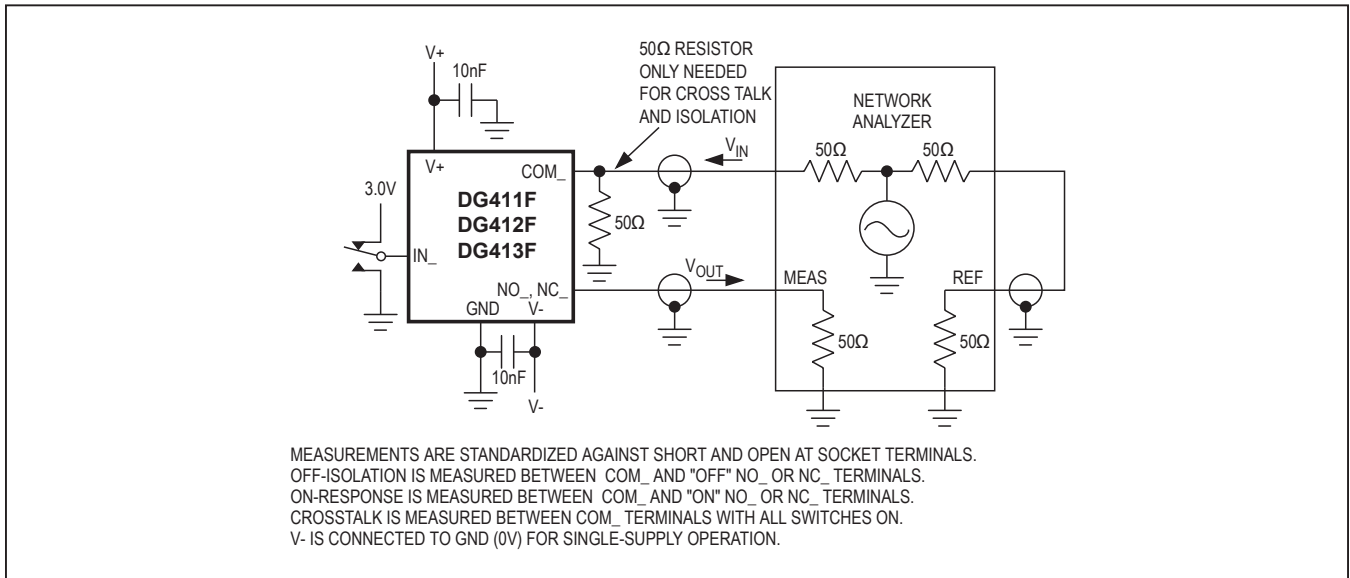 V+
10nF
50Ω RESISTOR
ONLY NEEDED
FOR CROSS TALK
AND ISOLATION
NETWORK
ANALYZER
V+
COM_
VIN
50Ω
50Ω
3.0V
DG411F
DG412F
DG413F
50Ω
IN_
VOUT
MEAS
REF
NO_, NC_
GND
V-
50Ω
50Ω
10nF
V-
MEASUREMENTS ARE STANDARDIZED AGAINST SHORT AND OPEN AT SOCKET TERMINALS.
OFF-ISOLATION IS MEASURED BETWEEN COM_ AND "OFF" NO_ OR NC_ TERMINALS.
ON-RESPONSE IS MEASURED BETWEEN COM_ AND "ON" NO_ OR NC_ TERMINALS.
CROSSTALK IS MEASURED BETWEEN COM_ TERMINALS WITH ALL SWITCHES ON.
V- IS CONNECTED TO GND (0V) FOR SINGLE-SUPPLY OPERATION.